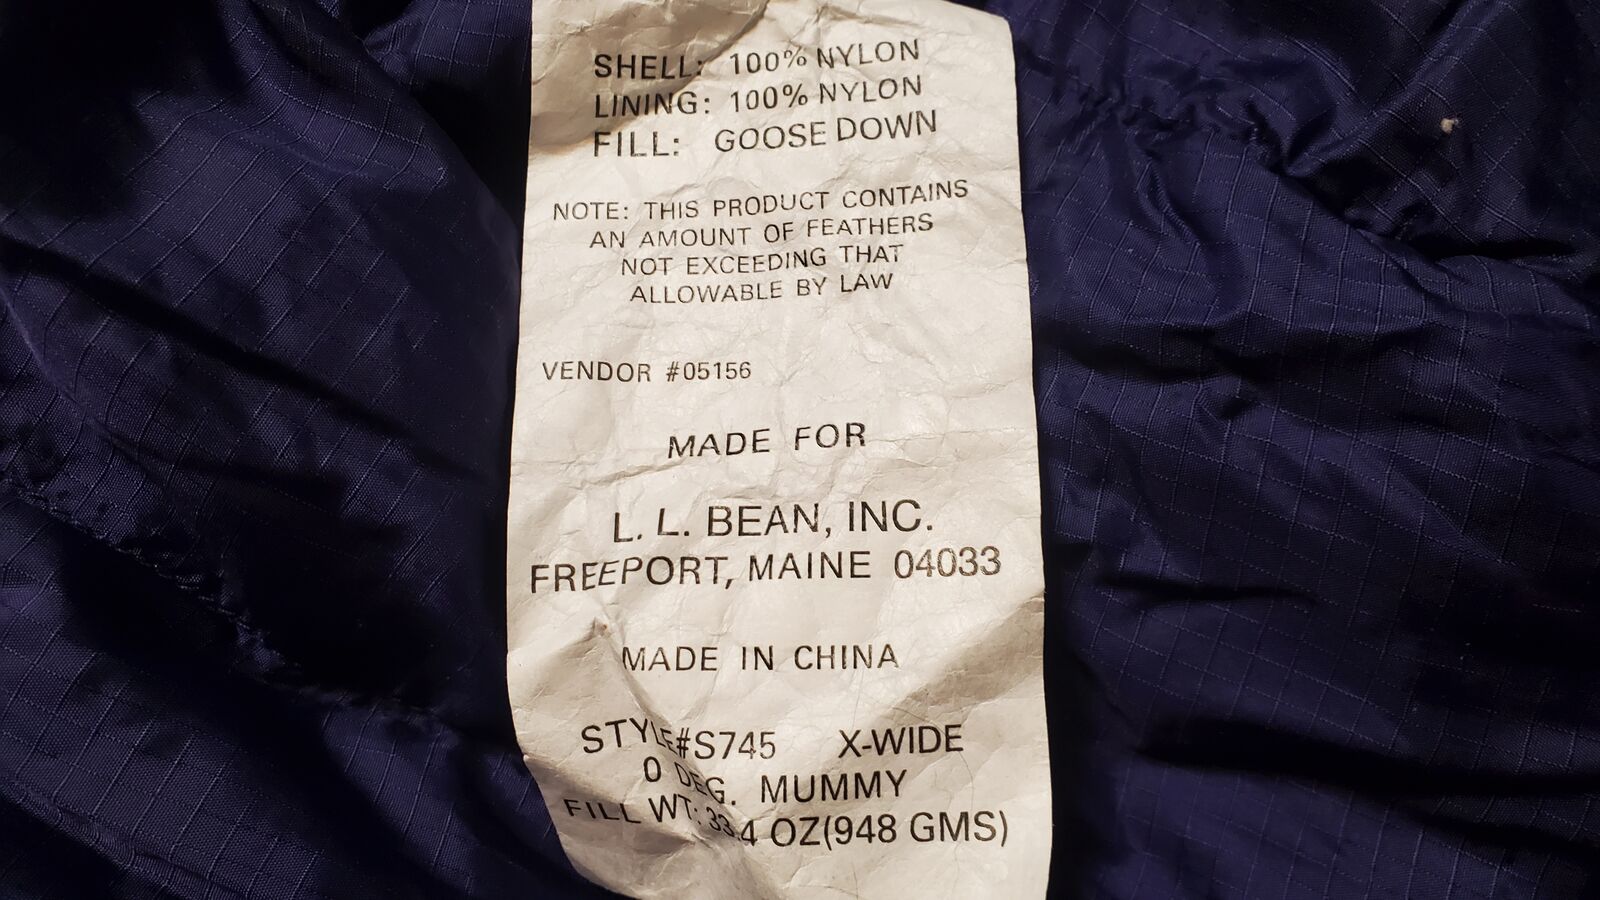 SHELL: 100% NYLON
LINING: 100% NYLON
FILL: GOOSE DOWN
NOTE: THIS PRODUCT CONTAINS
AN AMOUNT OF FEATHERS
NOT EXCEEDING THAT
ALLOWABLE BY LAW
VENDOR #05156
MADE FOR
L. L. BEAN, INC.
FREEPORT, MAINE 04033
MADE IN CHINA
STYLE#S745 X-WIDE
0 DEG. MUMMY
FILL WT: 33.4 OZ(948 GMS)